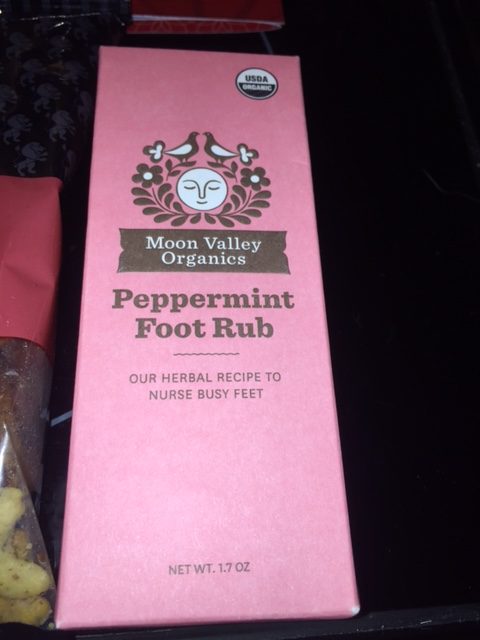 USDA
ORGANIC
Moon Valley
Organics
Peppermint
Foot Rub
OUR HERBAL RECIPE TO
NURSE BUSY FEET
NET WT. 1.7 OZ